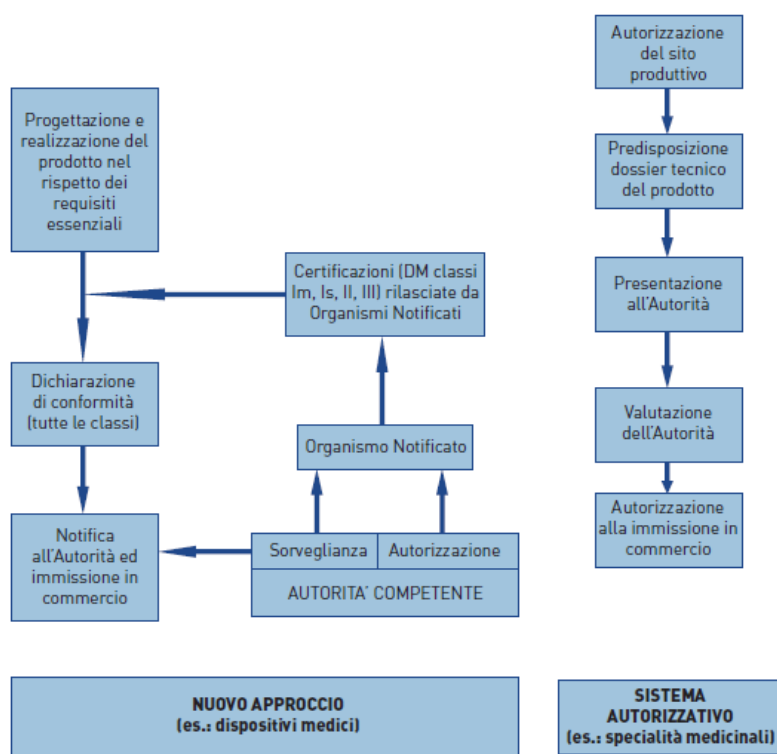 Progettazione e
realizzazione del
prodotto nel
rispetto dei
requisiti
essenziali
Certificazioni (DM classi
Im, Is, II, III) rilasciate da
Organismi Notificati
Dichiarazione
di conformità
(tutte le classi)
Organismo Notificato
Notifica
all'Autorità ed
immissione in
commercio
Sorveglianza
Autorizzazione
AUTORITA' COMPETENTE
NUOVO APPROCCIO
(es.: dispositivi medici)
Autorizzazione
del sito
produttivo
Predisposizione
dossier tecnico
del prodotto
Presentazione
all'Autorità
Valutazione
dell'Autorità
Autorizzazione
alla immissione in
commercio
SISTEMA
AUTORIZZATIVO
(es.: specialità medicinali)